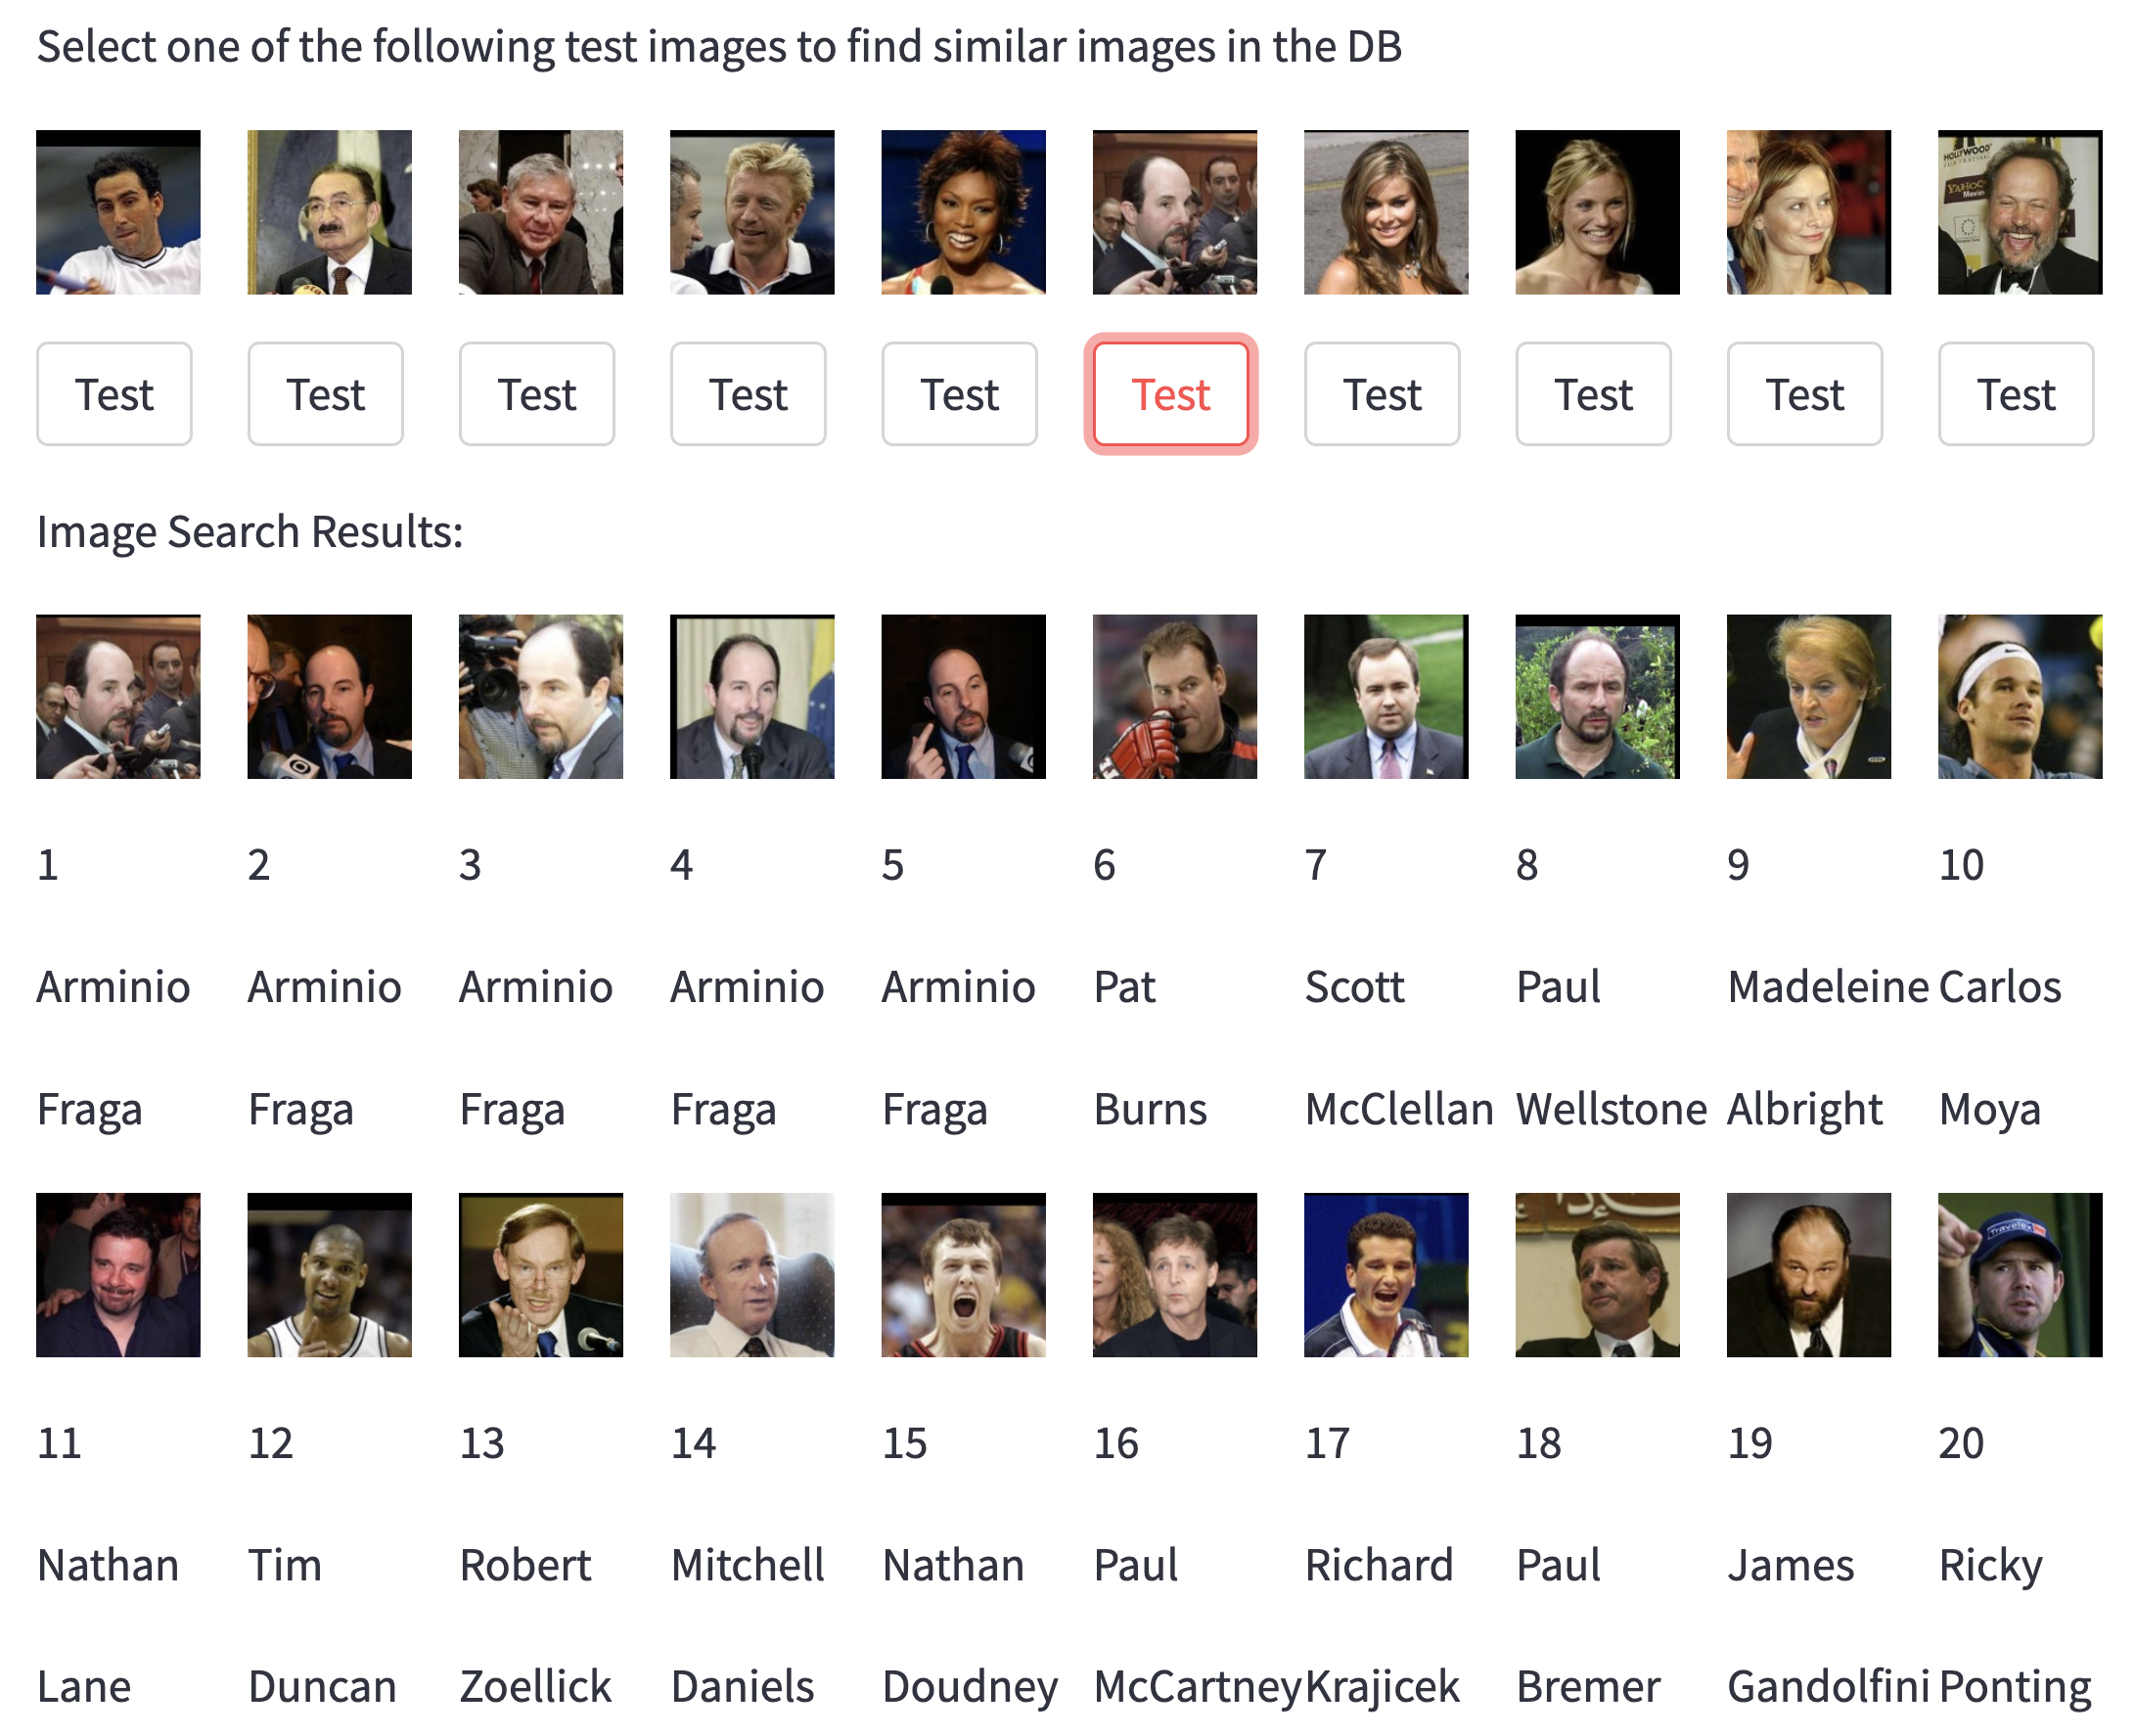 Select one of the following test images to find similar images in the DB
HOLLYWOOD
YAHOO!
Test Test Test Test Test Test Test Test Test Test
Image Search Results:
1 2 3 4 5 6 7 8 9 10
Arminio Arminio Arminio Arminio Arminio Pat Scott Paul Madeleine Carlos
Fraga Fraga Fraga Fraga Fraga Burns McClellan Wellstone Albright Moya
Travelex
11 12 13 14 15 16 17 18 19 20
Nathan Tim Robert Mitchell Nathan Paul Richard Paul James Ricky
Lane Duncan Zoellick Daniels Doudney McCartney Krajicek Bremer Gandolfini Ponting